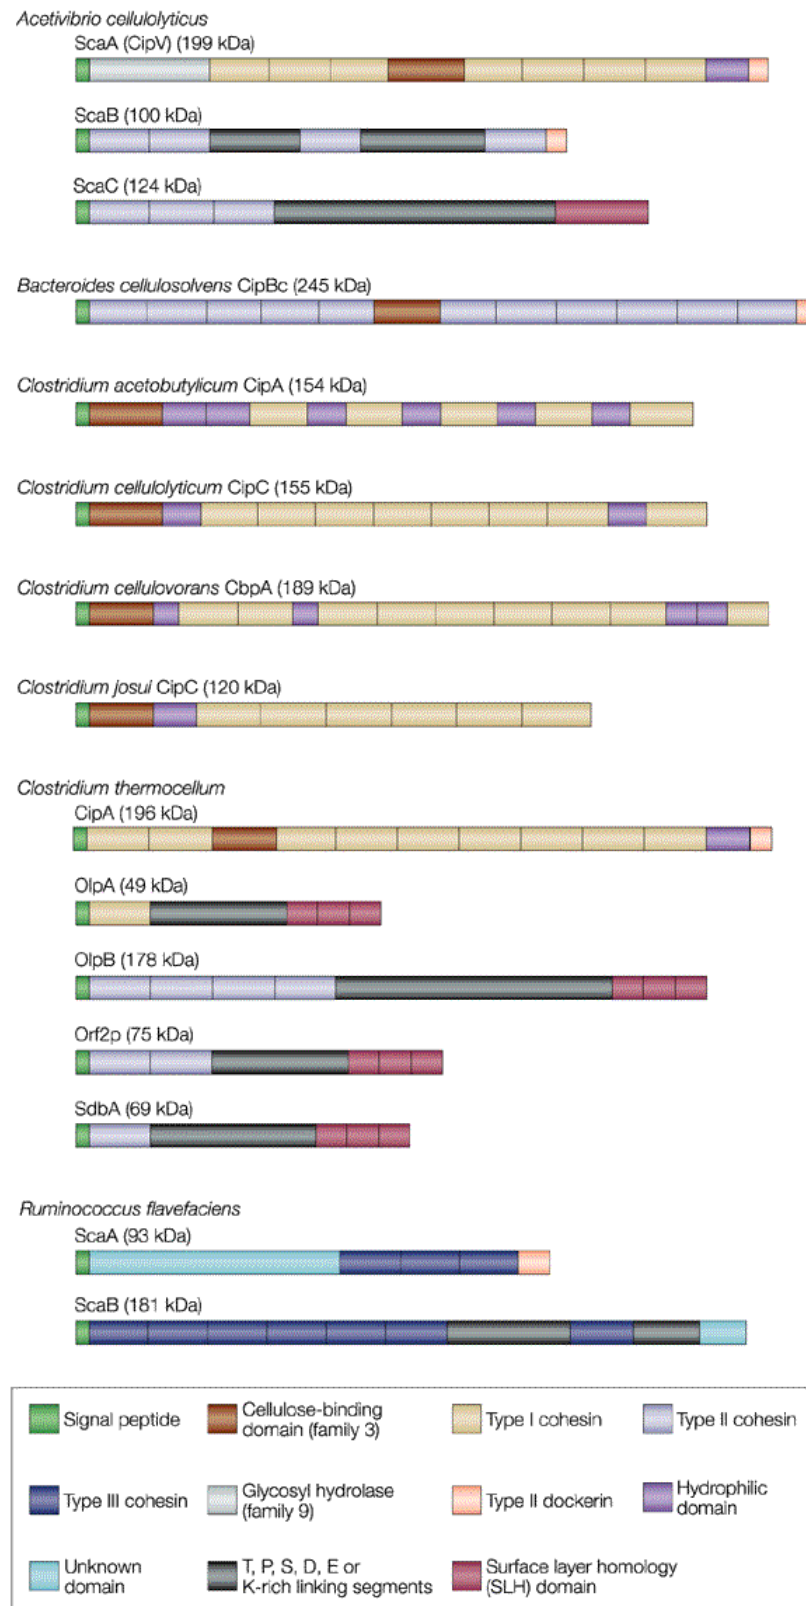 Acetivibrio cellulolyticus
ScaA (CipV) (199 kDa)
ScaB (100 kDa)
ScaC (124 kDa)
Bacteroides cellulosolvens CipBc (245 kDa)
Clostridium acetobutylicum CipA (154 kDa)
Clostridium cellulolyticum CipC (155 kDa)
Clostridium cellulovorans CbpA (189 kDa)
Clostridium josui CipC (120 kDa)
Clostridium thermocellum
CipA (196 kDa)
OlpA (49 kDa)
OlpB (178 kDa)
Orf2p (75 kDa)
SdbA (69 kDa)
Ruminococcus flavefaciens
ScaA (93 kDa)
ScaB (181 kDa)
Signal peptide
Cellulose-binding
domain (family 3)
Type I cohesin
Type II cohesin
Type III cohesin
Glycosyl hydrolase
(family 9)
Type II dockerin
Hydrophilic
domain
Unknown
domain
T, P, S, D, E or
K-rich linking segments
Surface layer homology
(SLH) domain